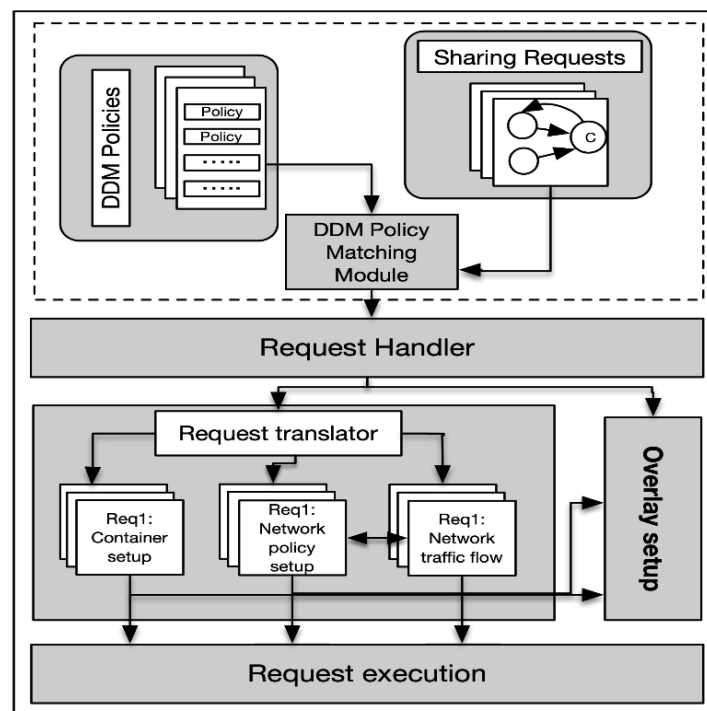 Sharing Requests
DDM Policies
Policy
Policy
.....
.....
C
DDM Policy
Matching
Module
Request Handler
Request translator
Req1:
Container
setup
Req1:
Network
policy
setup
Req1:
Network
traffic flow
Overlay setup
Request execution